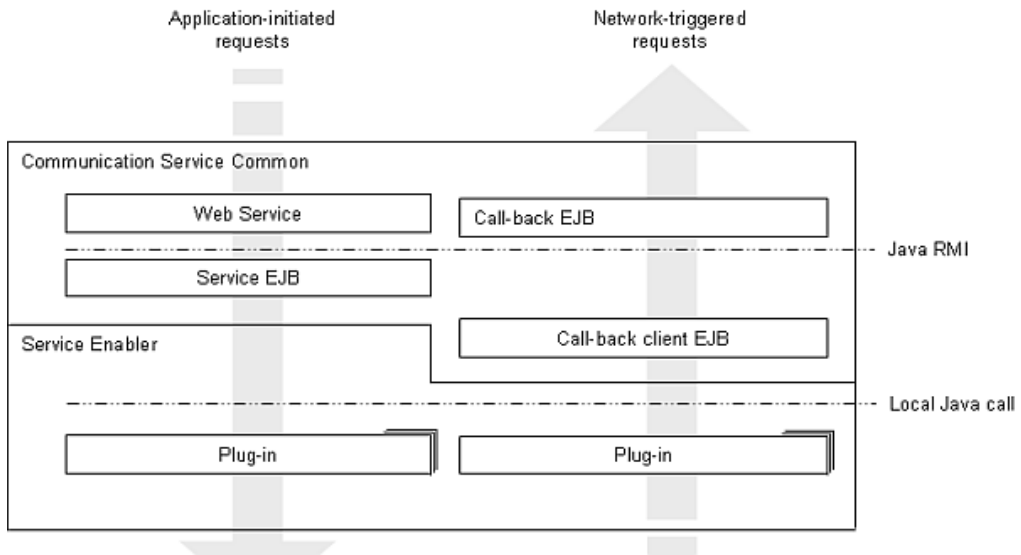 Application-initiated
requests
Network-triggered
requests
Communication Service Common
Web Service
Call-back EJB
Java RMI
Service EJB
Service Enabler
Call-back client EJB
Local Java call
Plug-in
Plug-in